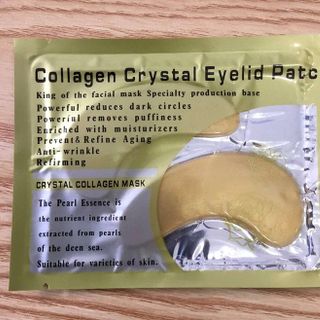 Collagen Crystal Eyelid Patc
King of the facial mask Specialty production base
Powerful reduces dark circles
Powerful removes puffiness
Enriched with moisturizers
Prevent&Refine Aging
Anti-wrinkle
Refirming
CRYSTAL COLLAGEN MASK
The Pearl Essence is
the nutrient ingredient
extracted from pearls
of the deen sea.
Suitable for varieties of skin.